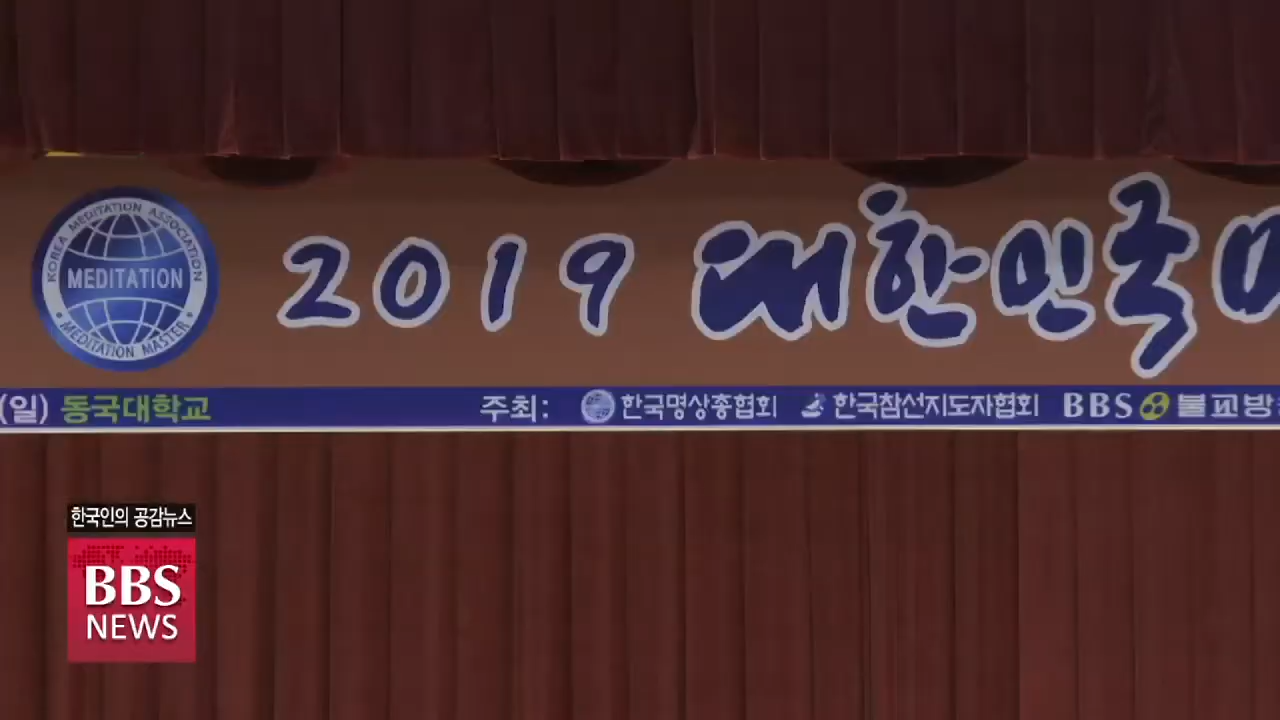 KOREA MEDITATION ASSOCIATION
MEDITATION
• MEDITATION MASTER •
2019 대한민국
(일) 동국대학교 주최: 한국명상총협회 한국참선지도자협회 BBS 불교방
한국인의 공감뉴스
BBS
NEWS